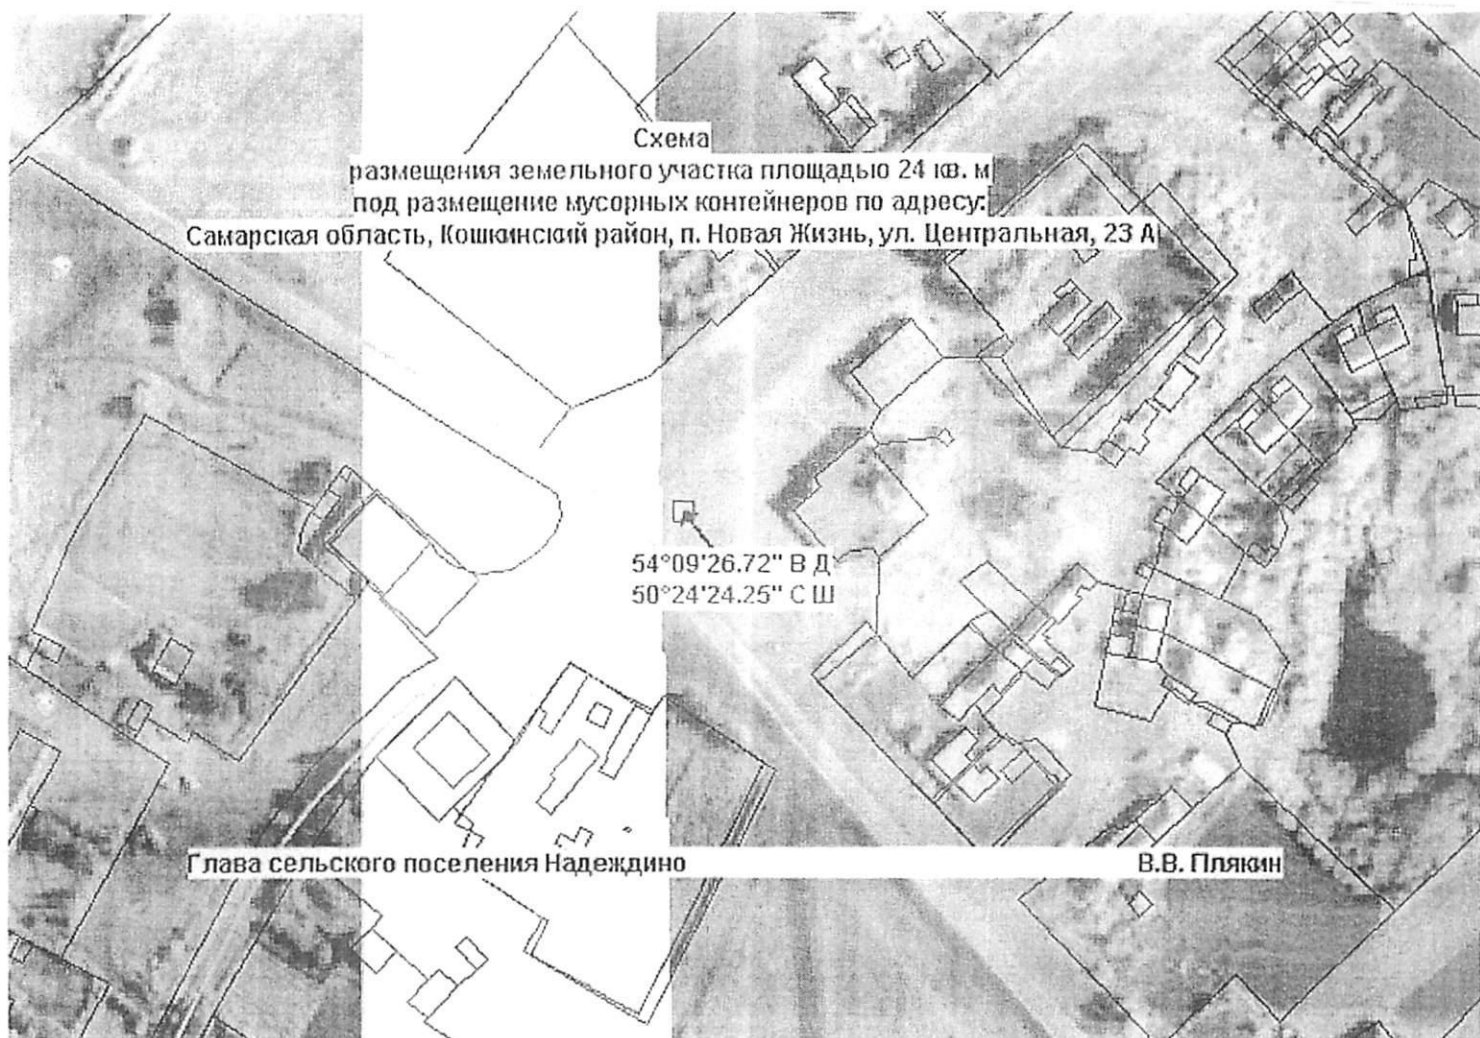 Схема
размещения земельного участка площадью 24 кв. м
под размещение мусорных контейнеров по адресу:
Самарская область, Кошкинский район, п. Новая Жизнь, ул. Центральная, 23 А
54°09'26.72" В Д
50°24'24.25" С Ш
Глава сельского поселения Надеждино В.В. Плякин